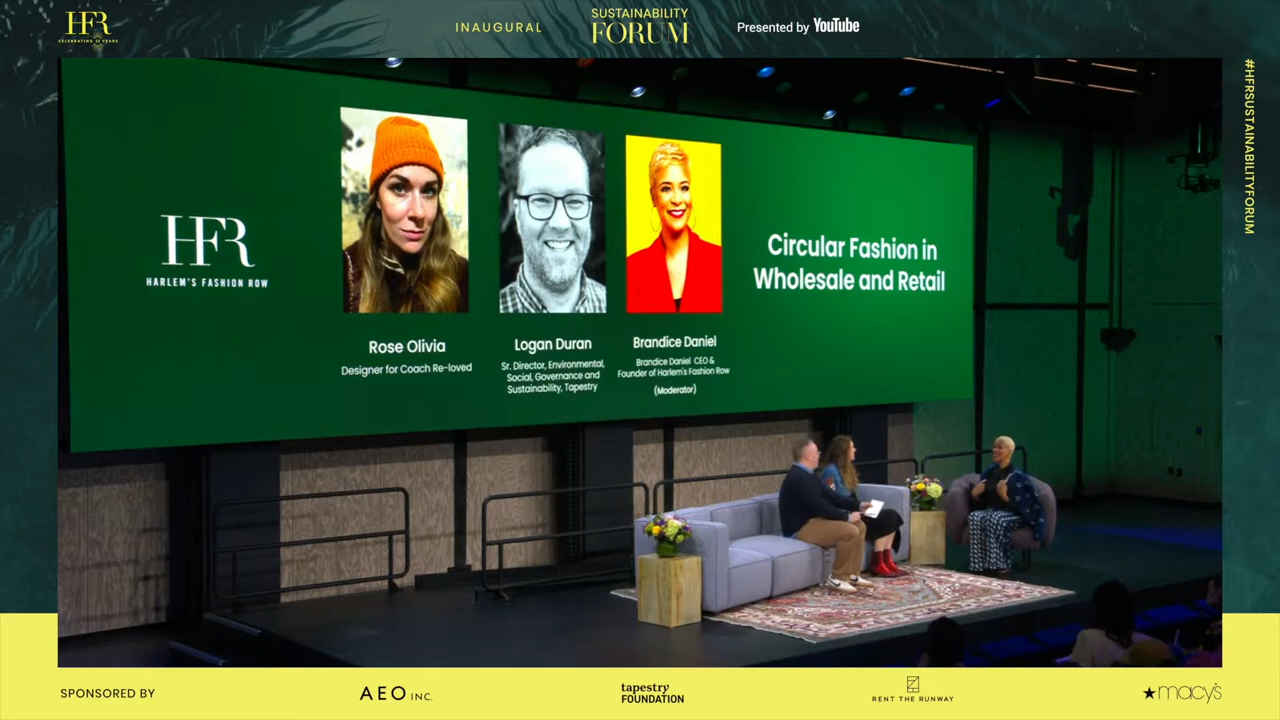 HFR
CELEBRATING 17 YEARS
INAUGURAL
SUSTAINABILITY
FORUM
Presented by YouTube
#HFRSUSTAINABILITYFORUM
HFR
HARLEM'S FASHION ROW
Rose Olivia
Designer for Coach Re-loved
Logan Duran
Sr. Director, Environmental,
Social, Governance and
Sustainability, Tapestry
Brandice Daniel
Brandice Daniel CEO &
Founder of Harlem's Fashion Row
(Moderator)
Circular Fashion in
Wholesale and Retail
SPONSORED BY
AEO INC.
tapestry
FOUNDATION
RENT THE RUNWAY
macy's